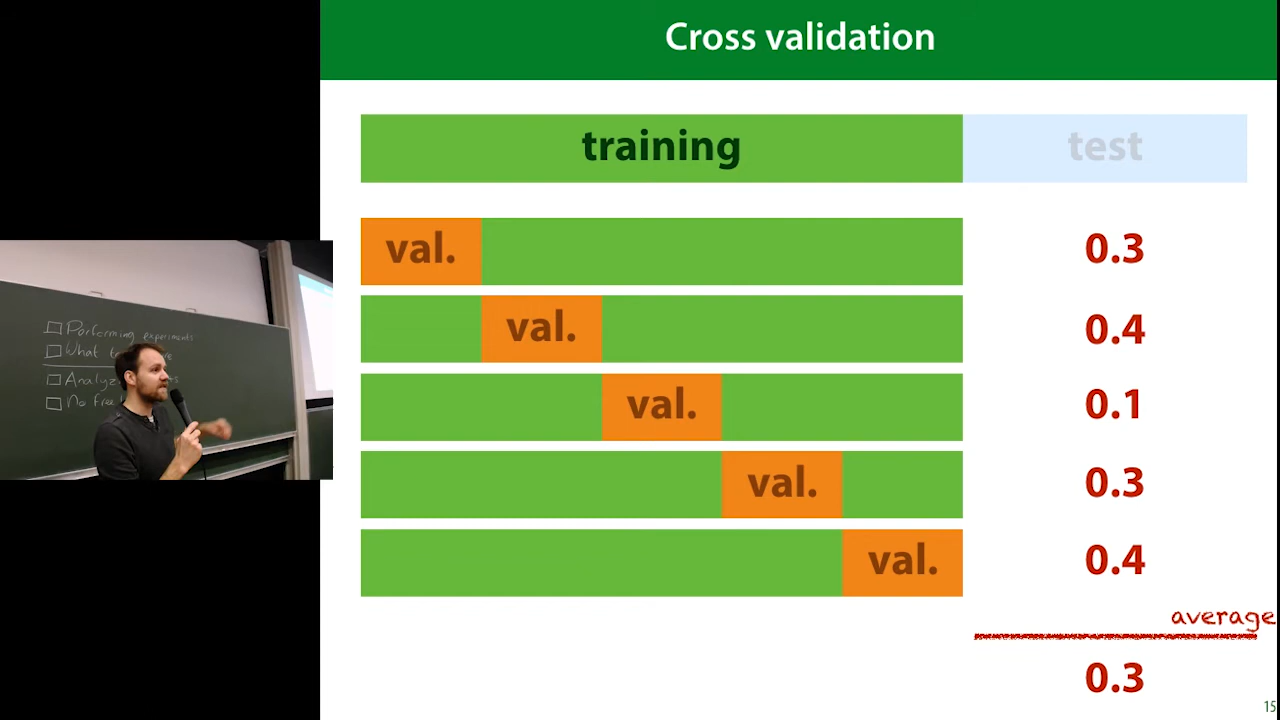 Cross validation
training
test
val.
0.3
val.
0.4
val.
0.1
val.
0.3
val.
0.4
average
0.3
15
Performing experiments
What
No free